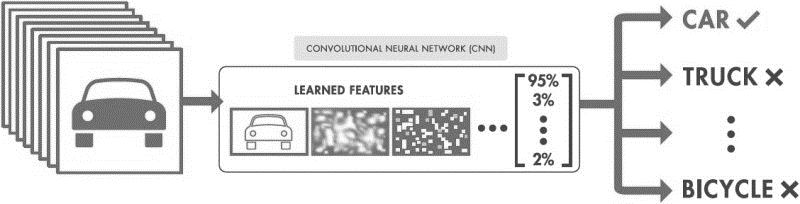 CONVOLUTIONAL NEURAL NETWORK (CNN)
LEARNED FEATURES
95%
3%
2%
CAR
TRUCK
BICYCLE